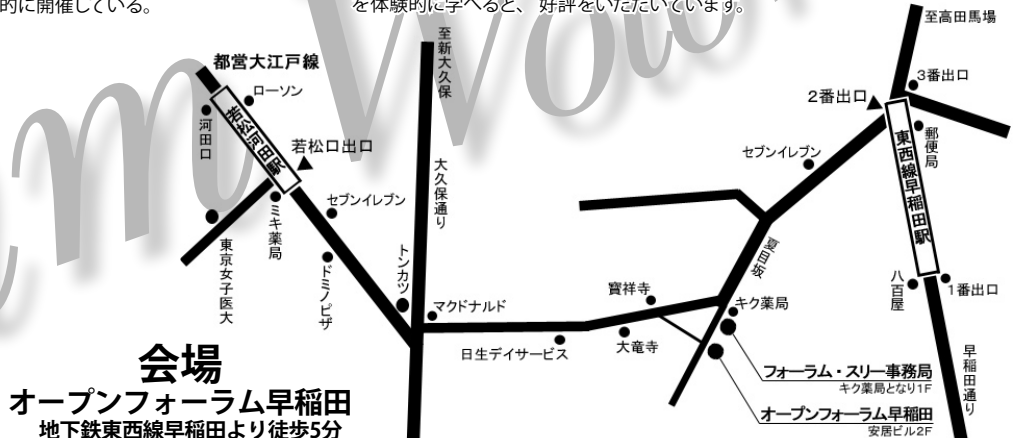 的に開催している。
を体験的に学べると、好評をいただいています。
至高田馬場
至新大久保
都営大江戸線
ローソン
3番出口
2番出口
河田口
若松河田駅
若松口出口
郵便局
東西線早稲田駅
セブンイレブン
大久保通り
セブンイレブン
ミキ薬局
東京女子医大
夏目坂
トンカツ
ドミノピザ
八百屋
1番出口
寶祥寺
キク薬局
マクドナルド
日生デイサービス
大竜寺
早稲田通り
会場
フォーラム・スリー事務局
キク薬局となり1F
オープンフォーラム早稲田
オープンフォーラム早稲田
安居ビル2F
地下鉄東西線早稲田より徒歩5分